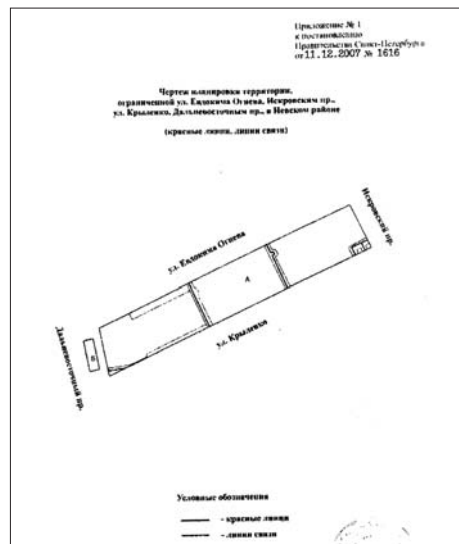 Приложение № 1
к постановлению
Правительства Санкт-Петербурга
от 11.12.2007 № 1616
Чертеж планировки территории,
ограниченной ул. Евдокима Огнева, Искровским пр.,
ул. Крыленко, Дальневосточным пр., в Невском районе
(красные линии, линии связи)
Искровский пр.
ул. Евдокима Огнева
А
ул. Крыленко
Дальневосточный пр.
Б
Условные обозначения
- красные линии
- линии связи